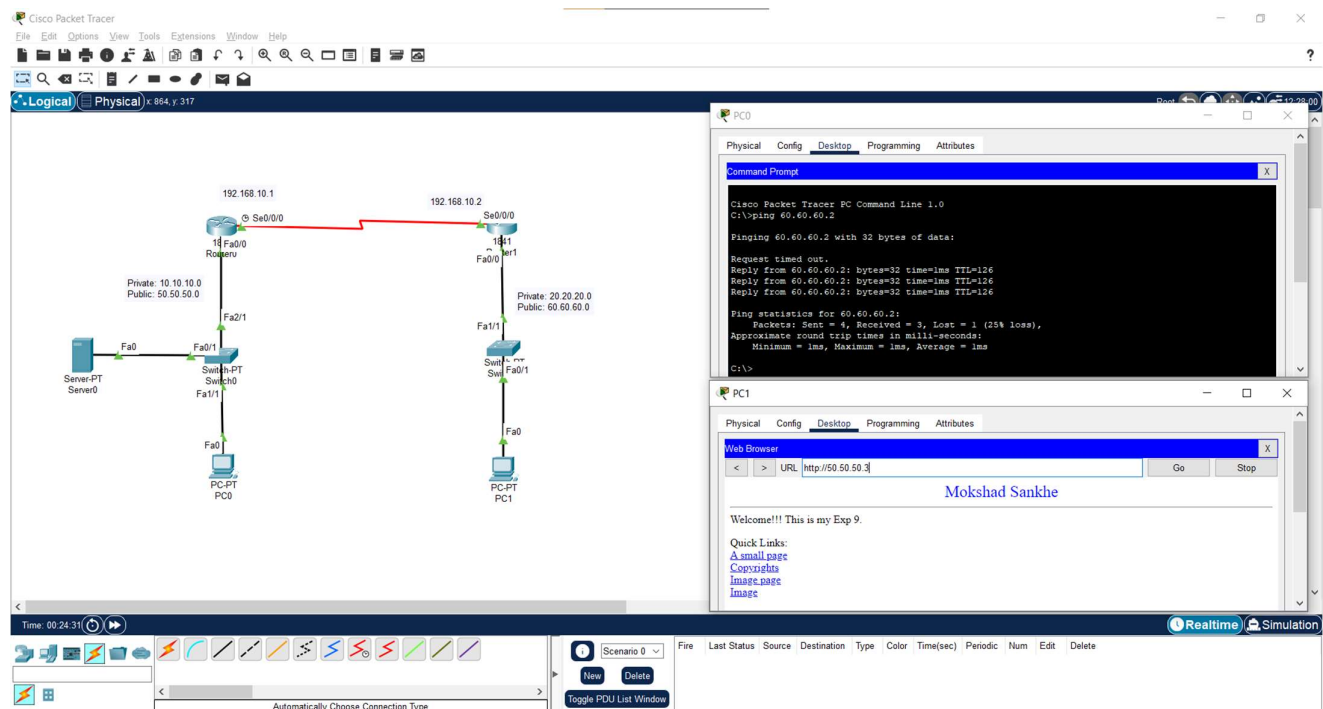 Cisco Packet Tracer
File Edit Options View Tools Extensions Window Help
?
Logical Physical x: 864, y: 317
Root 12:28:00
192.168.10.1
Se0/0/0
Fa0/0
Private: 10.10.10.0
Public: 50.50.50.0
Fa2/1
Fa0
Fa0/1
Server-PT
Server0
Switch-PT
Switch0
Fa1/1
Fa0
PC-PT
PC0
192.168.10.2
Se0/0/0
1841
Fa0/0
Private: 20.20.20.0
Public: 60.60.60.0
Fa1/1
Fa0/1
Fa0
PC-PT
PC1
PC0
Physical Config Desktop Programming Attributes
Command Prompt X
Cisco Packet Tracer PC Command Line 1.0
C:\>ping 60.60.60.2
Pinging 60.60.60.2 with 32 bytes of data:
Request timed out.
Reply from 60.60.60.2: bytes=32 time=1ms TTL=126
Reply from 60.60.60.2: bytes=32 time=1ms TTL=126
Reply from 60.60.60.2: bytes=32 time=1ms TTL=126
Ping statistics for 60.60.60.2:
Packets: Sent = 4, Received = 3, Lost = 1 (25% loss),
Approximate round trip times in milli-seconds:
Minimum = 1ms, Maximum = 1ms, Average = 1ms
C:\>
PC1
Physical Config Desktop Programming Attributes
Web Browser X
< > URL http://50.50.50.3 Go Stop
Mokshad Sankhe
Welcome!!! This is my Exp 9.
Quick Links:
A small page
Copyrights
Image page
Image
Time: 00:24:31
Realtime Simulation
Scenario 0
New Delete
Toggle PDU List Window
Fire Last Status Source Destination Type Color Time(sec) Periodic Num Edit Delete
Automatically Choose Connection Type